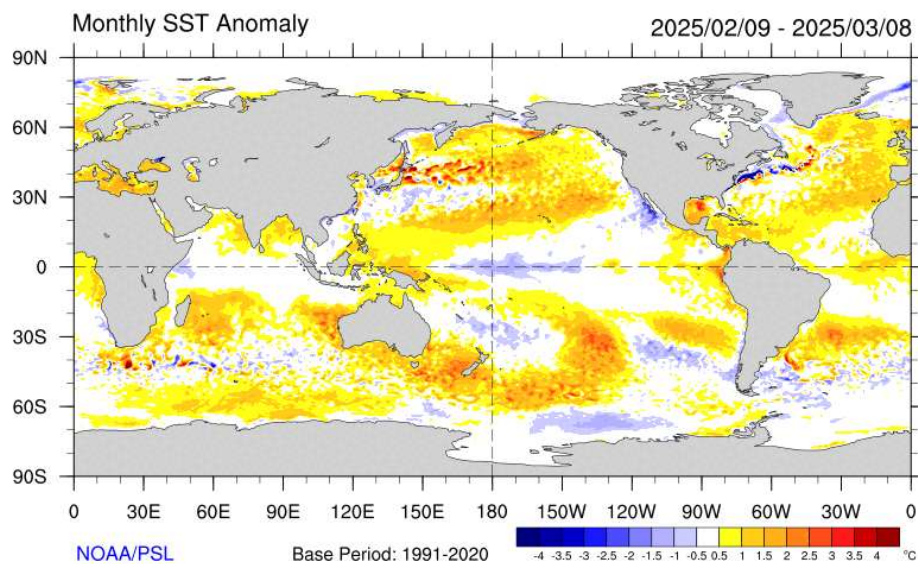 Monthly SST Anomaly 2025/02/09 - 2025/03/08
90N
60N
30N
0
30S
60S
90S
0 30E 60E 90E 120E 150E 180 150W 120W 90W 60W 30W 0
NOAA/PSL Base Period: 1991-2020
-4 -3.5 -3 -2.5 -2 -1.5 -1 -0.5 0.5 1 1.5 2 2.5 3 3.5 4 °C